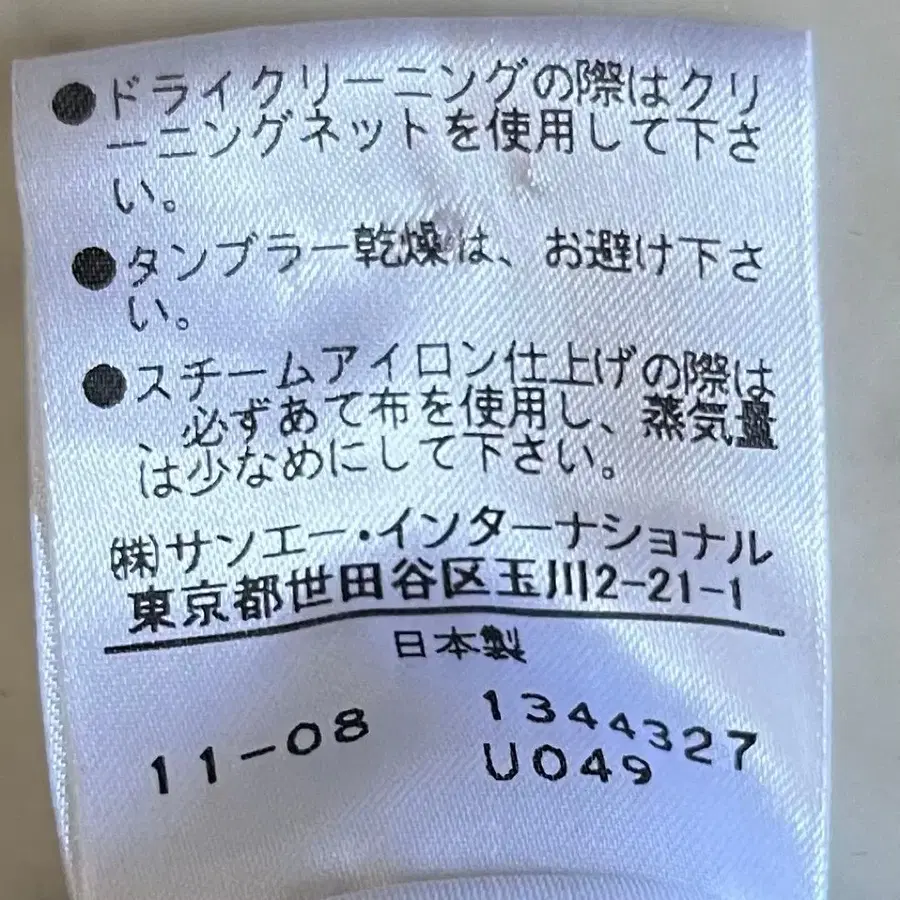 ●ドライクリーニングの際はクリ
ーニングネットを使用して下さ
い。
●タンブラー乾燥は、お避け下さ
い。
●スチームアイロン仕上げの際は
、必ずあて布を使用し、蒸気量
は少なめにして下さい。
㈱サンエー・インターナショナル
東京都世田谷区玉川2-21-1
日本製
11-08
1344327
U049